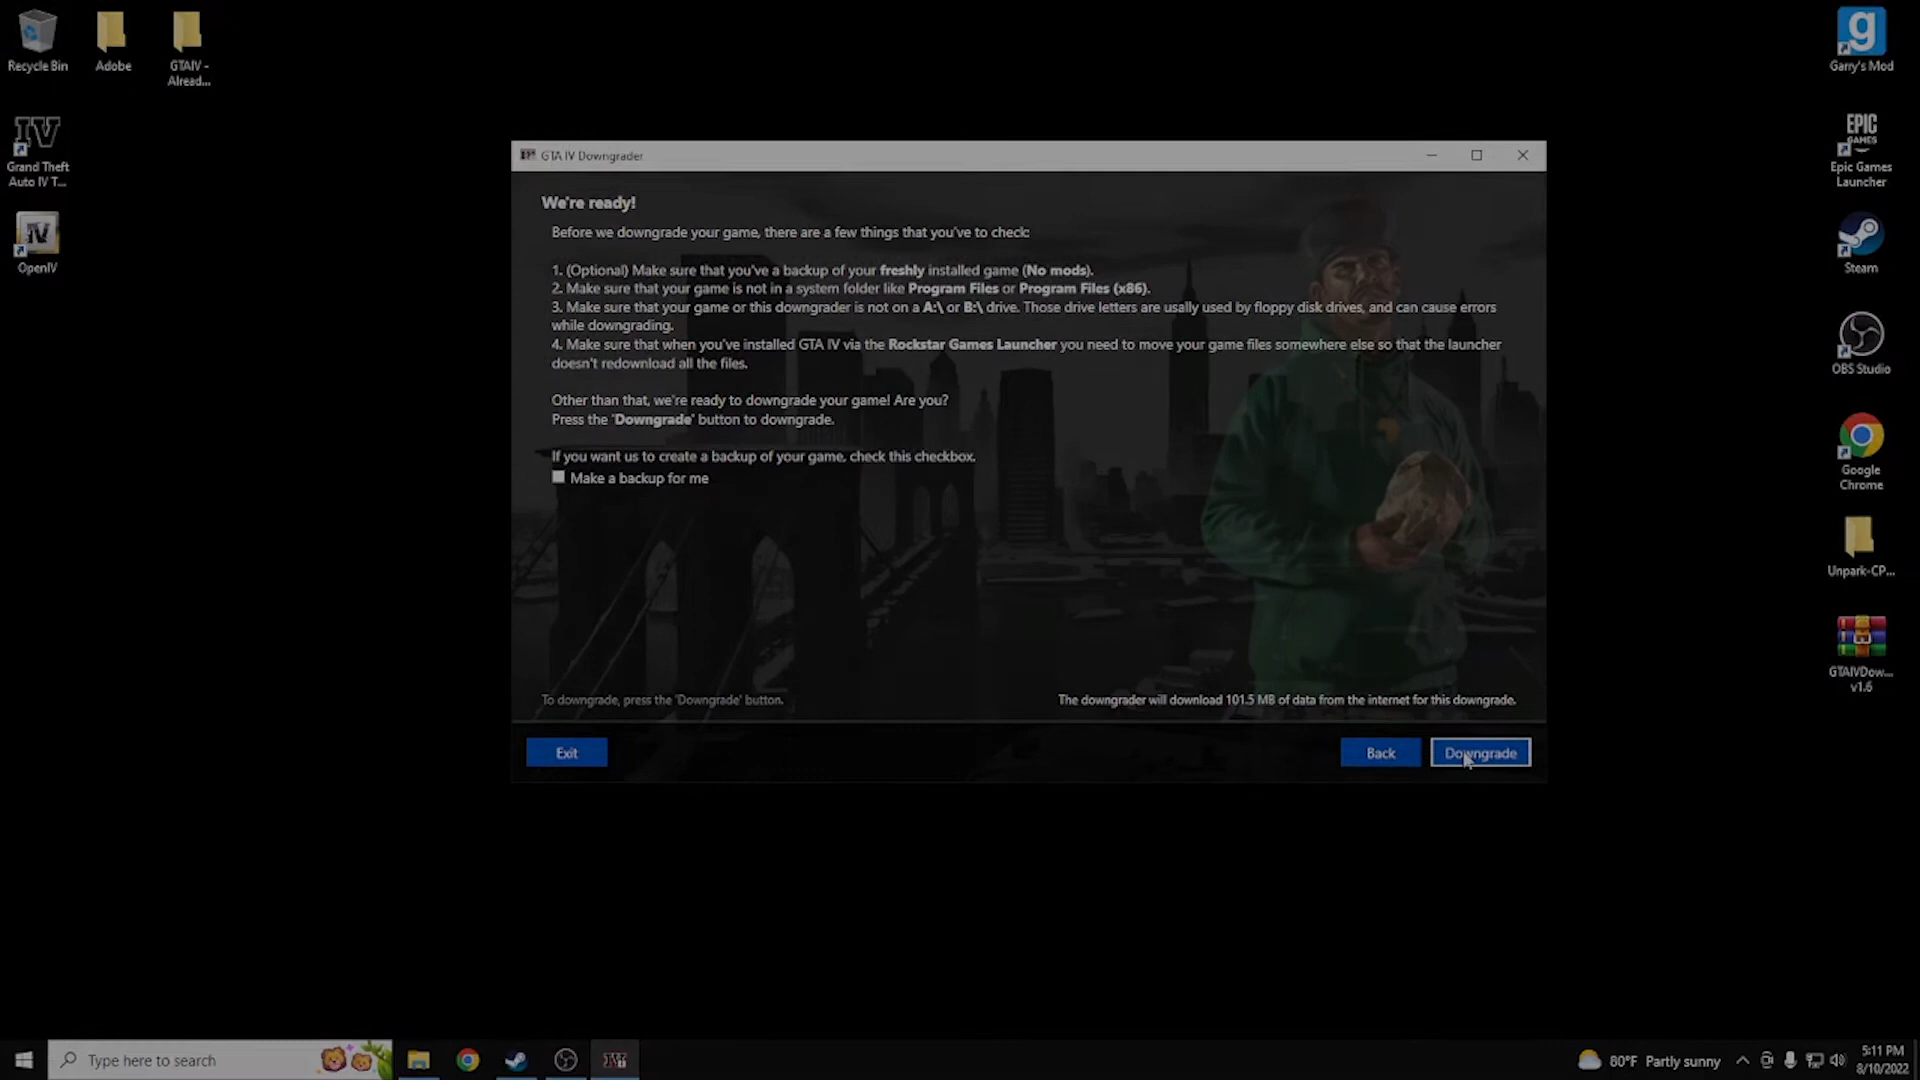 Recycle Bin
Adobe
GTAIV -
Alread...
Grand Theft
Auto IV T...
OpenIV
GTA IV Downgrader
We're ready!
Before we downgrade your game, there are a few things that you've to check:
1. (Optional) Make sure that you've a backup of your freshly installed game (No mods).
2. Make sure that your game is not in a system folder like Program Files or Program Files (x86).
3. Make sure that your game or this downgrader is not on a A:\ or B:\ drive. Those drive letters are usally used by floppy disk drives, and can cause errors
while downgrading.
4. Make sure that when you've installed GTA IV via the Rockstar Games Launcher you need to move your game files somewhere else so that the launcher
doesn't redownload all the files.
Other than that, we're ready to downgrade your game! Are you?
Press the 'Downgrade' button to downgrade.
If you want us to create a backup of your game, check this checkbox.
Make a backup for me
To downgrade, press the 'Downgrade' button.
The downgrader will download 101.5 MB of data from the internet for this downgrade.
Exit
Back
Downgrade
g
Garry's Mod
EPIC
GAMES
Epic Games
Launcher
Steam
OBS Studio
Google
Chrome
Unpark-CP...
GTAIVDow...
v1.6
Type here to search
80°F Partly sunny
5:11 PM
8/10/2022